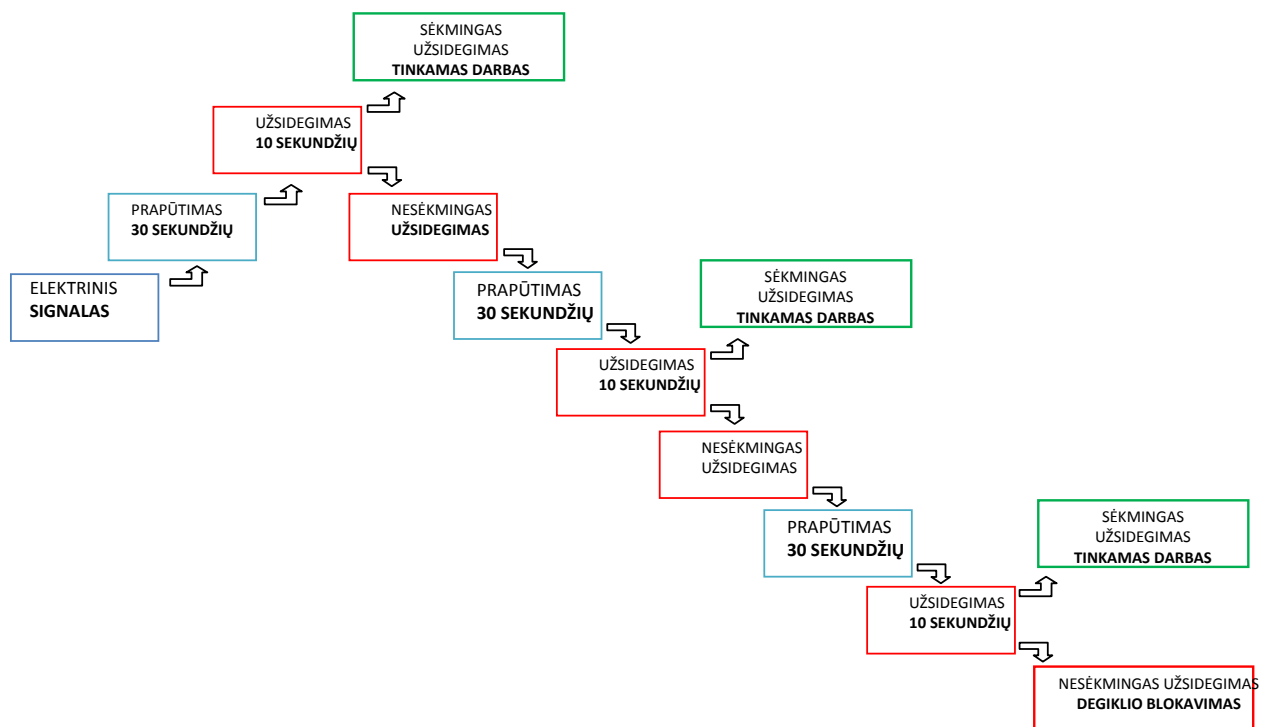 SĖKMINGAS
UŽSIDEGIMAS
TINKAMAS DARBAS
UŽSIDEGIMAS
10 SEKUNDŽIŲ
PRAPŪTIMAS
30 SEKUNDŽIŲ
NESĖKMINGAS
UŽSIDEGIMAS
ELEKTRINIS
SIGNALAS
PRAPŪTIMAS
30 SEKUNDŽIŲ
SĖKMINGAS
UŽSIDEGIMAS
TINKAMAS DARBAS
UŽSIDEGIMAS
10 SEKUNDŽIŲ
NESĖKMINGAS
UŽSIDEGIMAS
PRAPŪTIMAS
30 SEKUNDŽIŲ
SĖKMINGAS
UŽSIDEGIMAS
TINKAMAS DARBAS
UŽSIDEGIMAS
10 SEKUNDŽIŲ
NESĖKMINGAS UŽSIDEGIMAS
DEGIKLIO BLOKAVIMAS